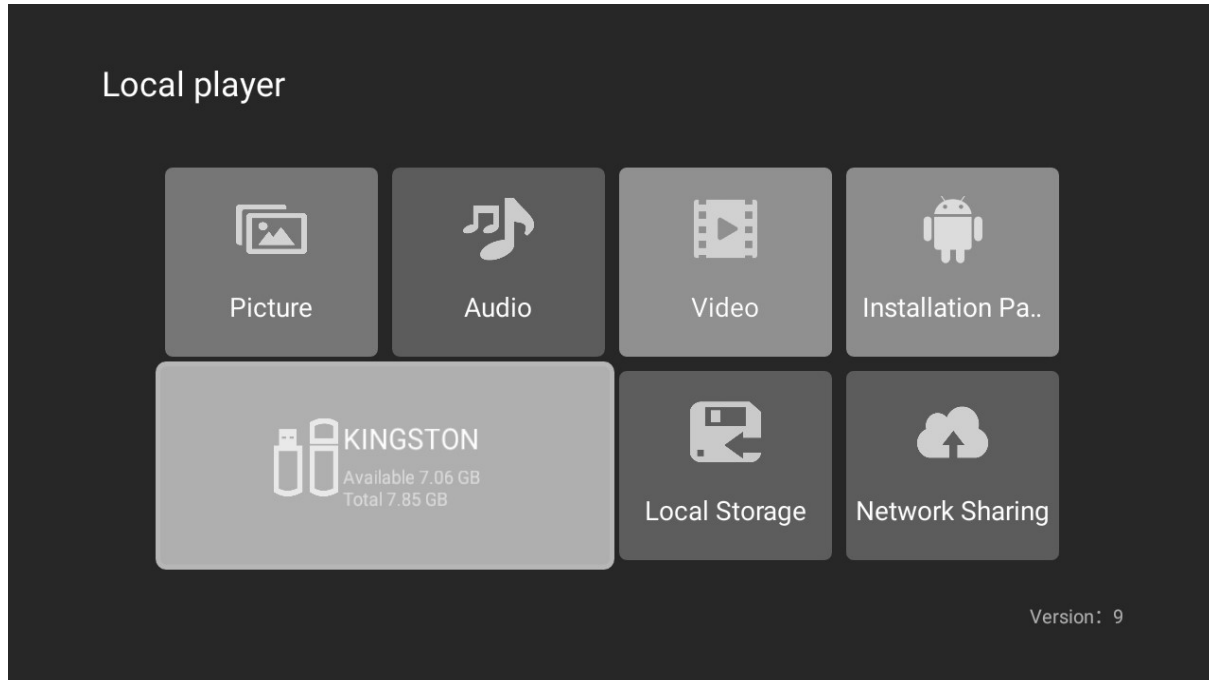 Local player
Picture
Audio
Video
Installation Pa..
KINGSTON
Available 7.06 GB
Total 7.85 GB
Local Storage
Network Sharing
Version： 9